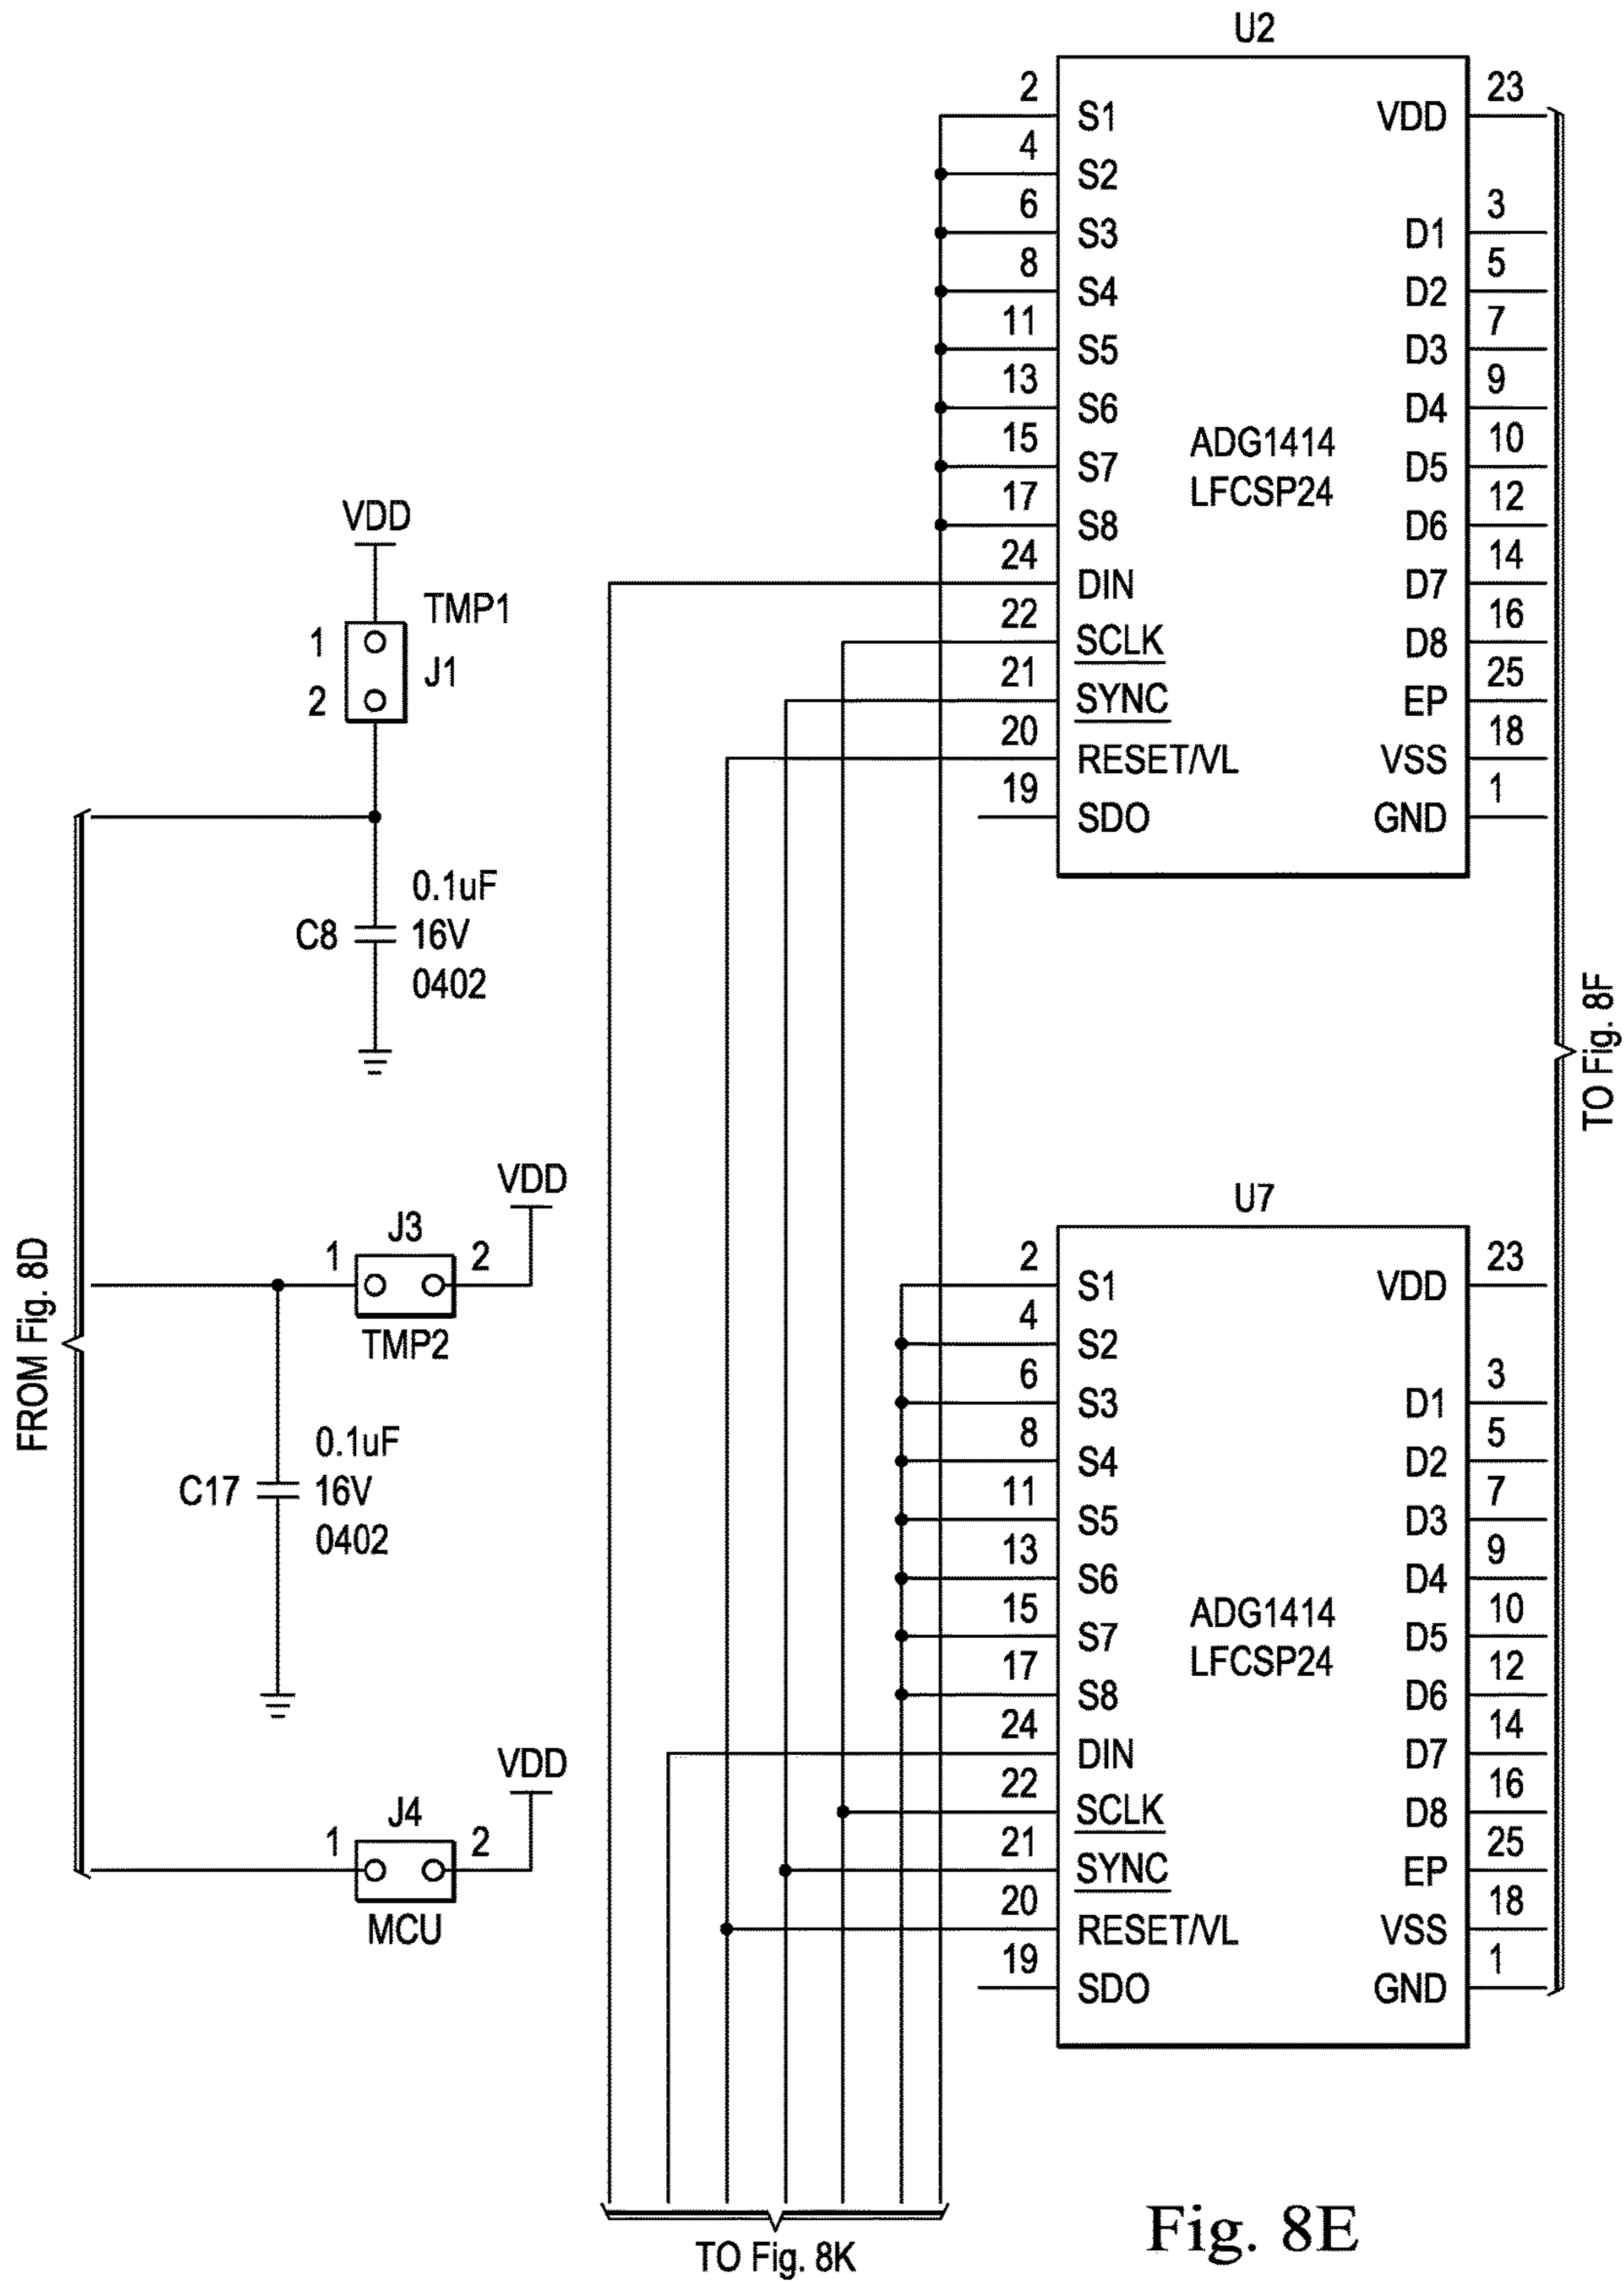 U2
2 S1 VDD 23
4 S2
6 S3 D1 3
8 S4 D2 5
11 S5 D3 7
13 S6 D4 9
15 S7 D5 10
17 S8 D6 12
24 DIN D7 14
22 SCLK D8 16
21 SYNC EP 25
20 RESET/VL VSS 18
19 SDO GND 1
ADG1414
LFCSP24
VDD
TMP1
1
J1
2
0.1uF
C8 16V
0402
VDD
J3
1 2
TMP2
0.1uF
C17 16V
0402
VDD
J4
1 2
MCU
FROM Fig. 8D
TO Fig. 8F
U7
2 S1 VDD 23
4 S2
6 S3 D1 3
8 S4 D2 5
11 S5 D3 7
13 S6 D4 9
15 S7 D5 10
17 S8 D6 12
24 DIN D7 14
22 SCLK D8 16
21 SYNC EP 25
20 RESET/VL VSS 18
19 SDO GND 1
ADG1414
LFCSP24
TO Fig. 8K
Fig. 8E